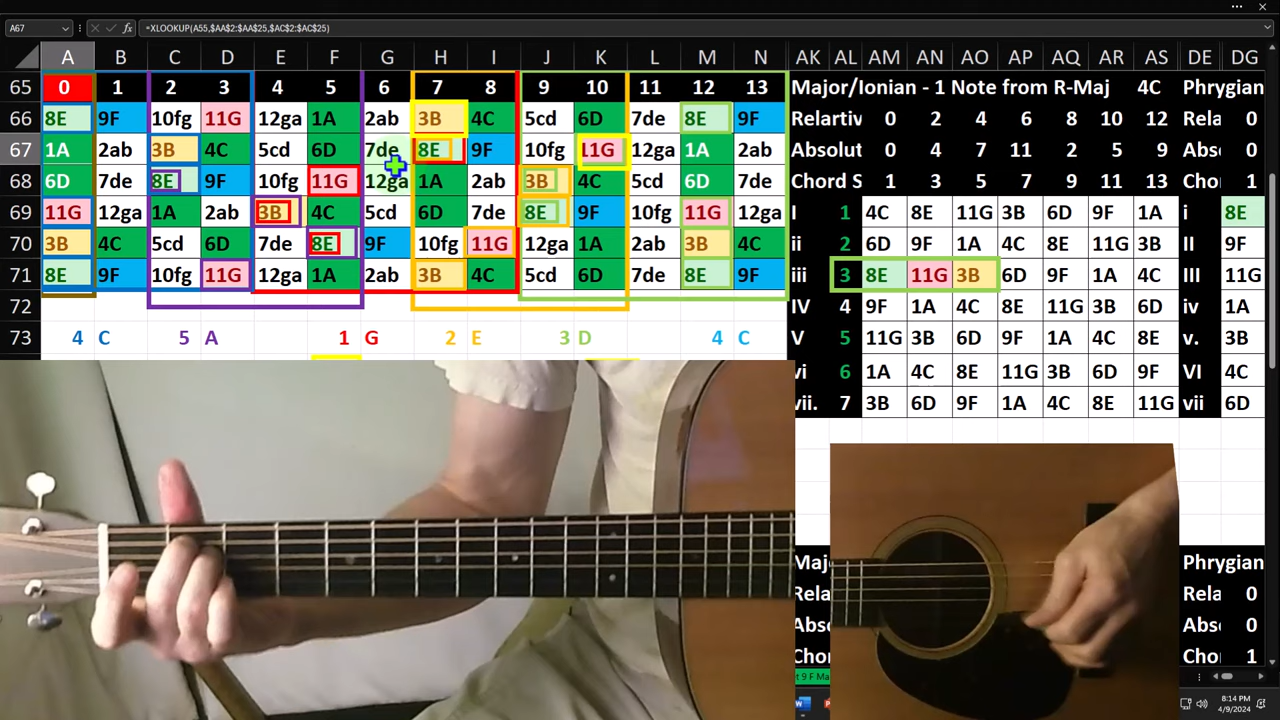 A67 fx =XLOOKUP(A55,$AA$2:$AA$25,$AC$2:$AC$25)
A B C D E F G H I J K L M N AK AL AM AN AO AP AQ AR AS DE DG
65 0 1 2 3 4 5 6 7 8 9 10 11 12 13 Major/Ionian - 1 Note from R-Maj 4C Phrygian
66 8E 9F 10fg 11G 12ga 1A 2ab 3B 4C 5cd 6D 7de 8E 9F Relartiv 0 2 4 6 8 10 12 Rela 0
67 1A 2ab 3B 4C 5cd 6D 7de 8E 9F 10fg 11G 12ga 1A 2ab Absolut 0 4 7 11 2 5 9 Abso 0
68 6D 7de 8E 9F 10fg 11G 12ga 1A 2ab 3B 4C 5cd 6D 7de Chord S 1 3 5 7 9 11 13 Chor 1
69 11G 12ga 1A 2ab 3B 4C 5cd 6D 7de 8E 9F 10fg 11G 12ga I 1 4C 8E 11G 3B 6D 9F 1A i 8E
70 3B 4C 5cd 6D 7de 8E 9F 10fg 11G 12ga 1A 2ab 3B 4C ii 2 6D 9F 1A 4C 8E 11G 3B II 9F
71 8E 9F 10fg 11G 12ga 1A 2ab 3B 4C 5cd 6D 7de 8E 9F iii 3 8E 11G 3B 6D 9F 1A 4C III 11G
72 IV 4 9F 1A 4C 8E 11G 3B 6D iv 1A
73 4 C 5 A 1 G 2 E 3 D 4 C V 5 11G 3B 6D 9F 1A 4C 8E v. 3B
vi 6 1A 4C 8E 11G 3B 6D 9F VI 4C
vii. 7 3B 6D 9F 1A 4C 8E 11G vii 6D
Maj Phrygian
Rela 0
Abso 0
Chor 1
8:14 PM
4/9/2024